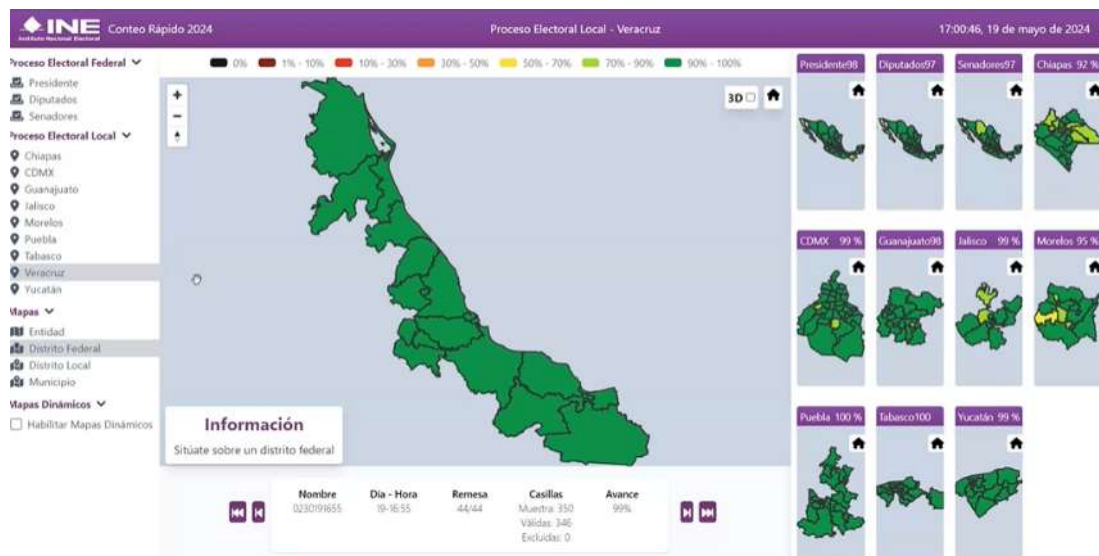 INE
Instituto Nacional Electoral
Conteo Rápido 2024
Proceso Electoral Local - Veracruz
17:00:46, 19 de mayo de 2024
Proceso Electoral Federal
Presidente
Diputados
Senadores
Proceso Electoral Local
Chiapas
CDMX
Guanajuato
Jalisco
Morelos
Puebla
Tabasco
Veracruz
Yucatán
Mapas
Entidad
Distrito Federal
Distrito Local
Municipio
Mapas Dinámicos
Habilitar Mapas Dinámicos
0% 1% - 10% 10% - 30% 30% - 50% 50% - 70% 70% - 90% 90% - 100%
+
−
3D
Información
Sitúate sobre un distrito federal
Nombre Día - Hora Remesa Casillas Avance
0230191655 19-16:55 44/44 Muestra: 350 99%
Válidas: 346
Excluidas: 0
Presidente98 Diputados97 Senadores97 Chiapas 92 %
CDMX 99 % Guanajuato98 Jalisco 99 % Morelos 95 %
Puebla 100 % Tabasco100 Yucatán 99 %